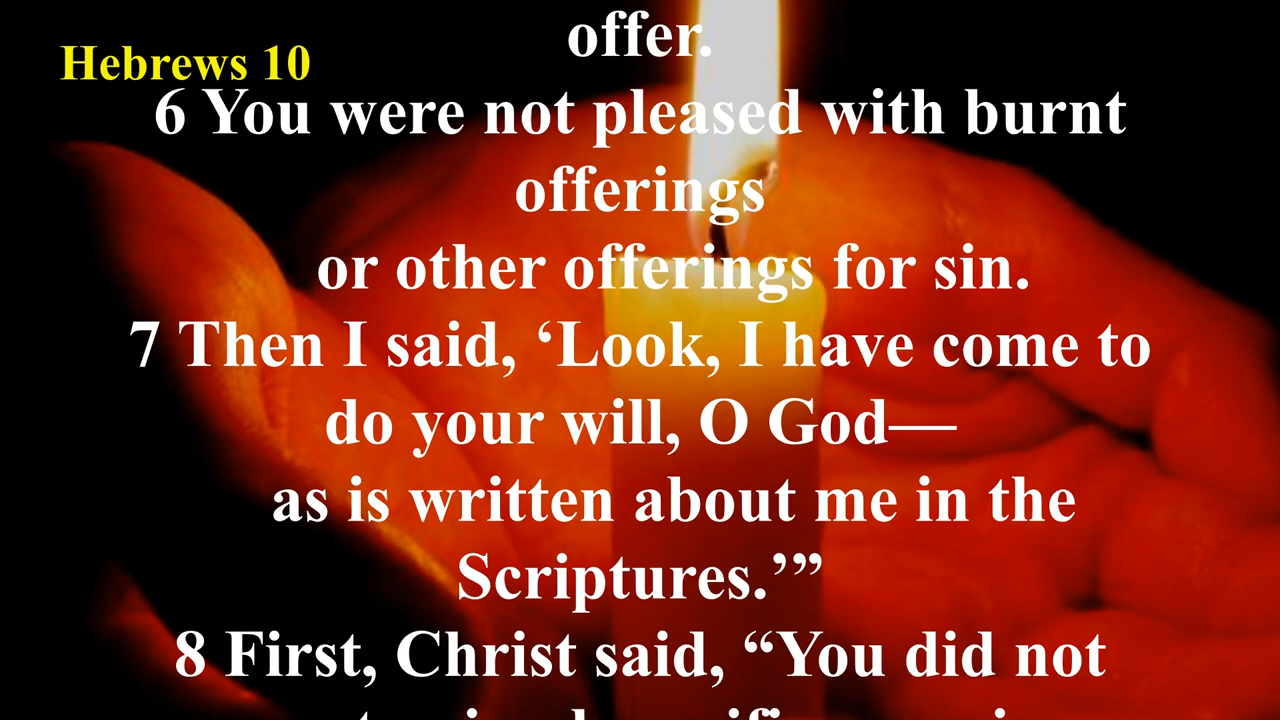 offer.
Hebrews 10
6 You were not pleased with burnt
offerings
or other offerings for sin.
7 Then I said, ‘Look, I have come to
do your will, O God—
as is written about me in the
Scriptures.’”
8 First, Christ said, “You did not